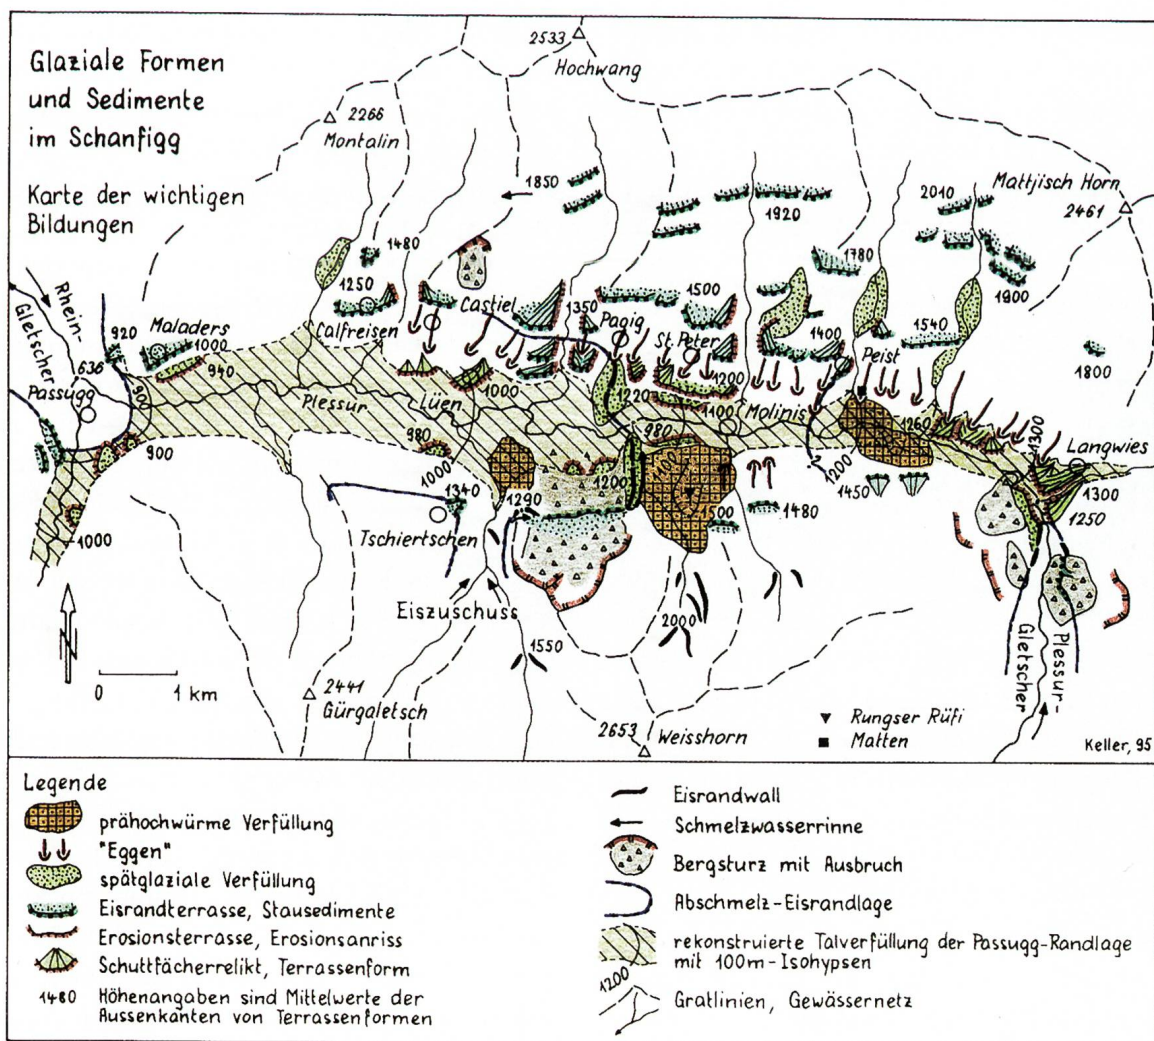 Glaziale Formen
und Sedimente
im Schanfigg
Karte der wichtigen
Bildungen
2533
Hochwang
2266
Montalin
1850
1920
2010
Mattjisch Horn
2461
1480
1250
Calfreisen
Castiel
1350
Pagig
1500
St. Peter
1780
1400
1540
1900
Peist
1800
Rhein-
Gletscher
920
Maladers
1000
940
Passugg
636
900
Plessur
Lüen
1000
1220
1200
1100
Molinis
1260
1300
Langwies
900
980
1000
980
1200
1100
1200
1450
1300
1250
1000
1340
1290
1500
1480
Tschiertschen
Eiszuschuss
1550
2000
Gletscher
Plessur-
0
1 km
2441
Gürgaletsch
2653
Weisshorn
Rungser Rüfi
Matten
Keller, 95
Legende
prähochwürme Verfüllung
"Eggen"
spätglaziale Verfüllung
Eisrandterrasse, Stausedimente
Erosionsterrasse, Erosionsanriss
Schuttfächerrelikt, Terrassenform
1480 Höhenangaben sind Mittelwerte der
Aussenkanten von Terrassenformen
Eisrandwall
Schmelzwasserrinne
Bergsturz mit Ausbruch
Abschmelz-Eisrandlage
rekonstruierte Talverfüllung der Passugg-Randlage
mit 100m-Isohypsen
1200
Gratlinien, Gewässernetz